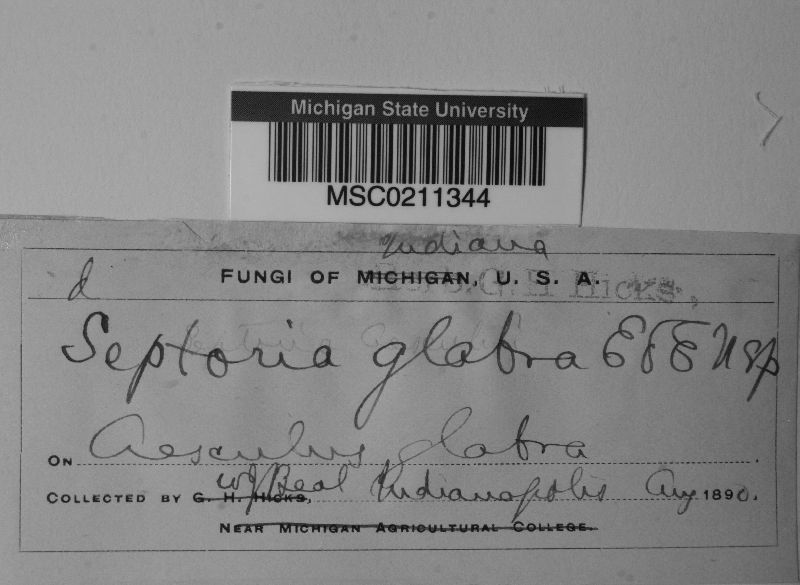 Michigan State University
MSC0211344
Indiana
d
FUNGI OF MICHIGAN, U. S. A.
G. H. Hicks,
Septoria glabra E & E N sp
ON Aesculus glabra
W J Beal
COLLECTED BY G. H. HICKS, Indianapolis Aug 1890.
NEAR MICHIGAN AGRICULTURAL COLLEGE.